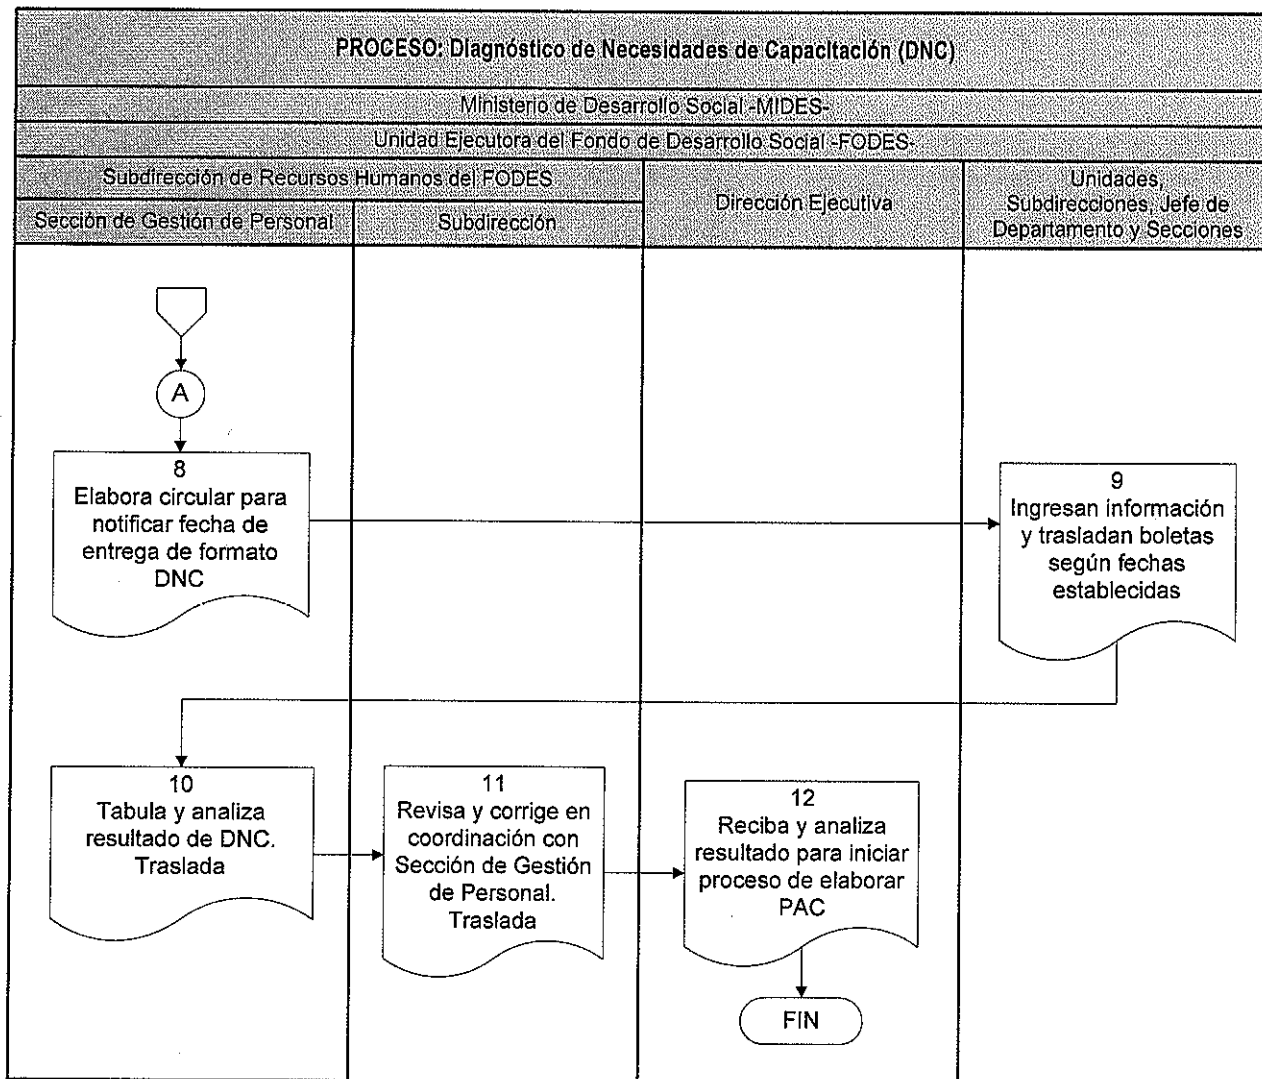 PROCESO: Diagnóstico de Necesidades de Capacitación (DNC)
Ministerio de Desarrollo Social -MIDES-
Unidad Ejecutora del Fondo de Desarrollo Social -FODES-
Subdirección de Recursos Humanos del FODES
Sección de Gestión de Personal
Subdirección
Dirección Ejecutiva
Unidades,
Subdirecciones, Jefe de
Departamento y Secciones
A
8
Elabora circular para
notificar fecha de
entrega de formato
DNC
9
Ingresan información
y trasladan boletas
según fechas
establecidas
10
Tabula y analiza
resultado de DNC.
Traslada
11
Revisa y corrige en
coordinación con
Sección de Gestión
de Personal.
Traslada
12
Reciba y analiza
resultado para iniciar
proceso de elaborar
PAC
FIN